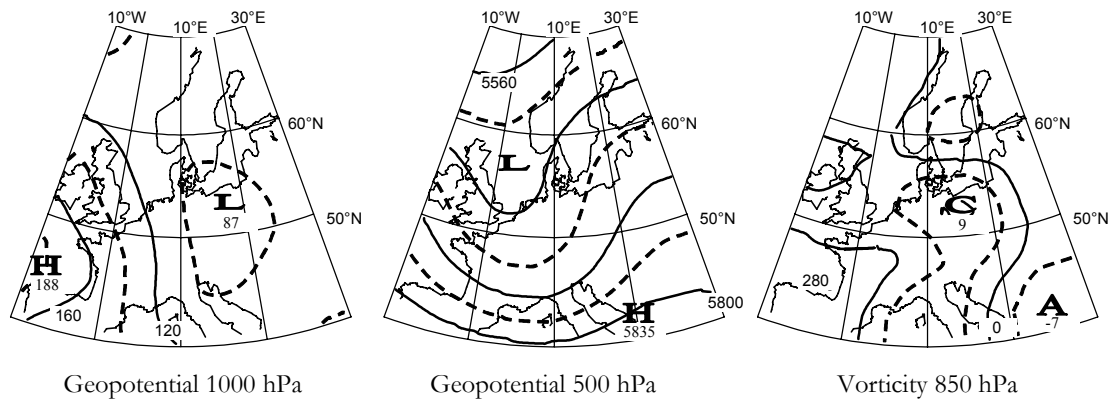 10°W 10°E 30°E
60°N
50°N
L
87
H
188
160
120
Geopotential 1000 hPa
10°W 10°E 30°E
5560
60°N
L
50°N
H
5800
5835
Geopotential 500 hPa
10°W 10°E 30°E
60°N
50°N
C
9
280
A
-7
0
Vorticity 850 hPa